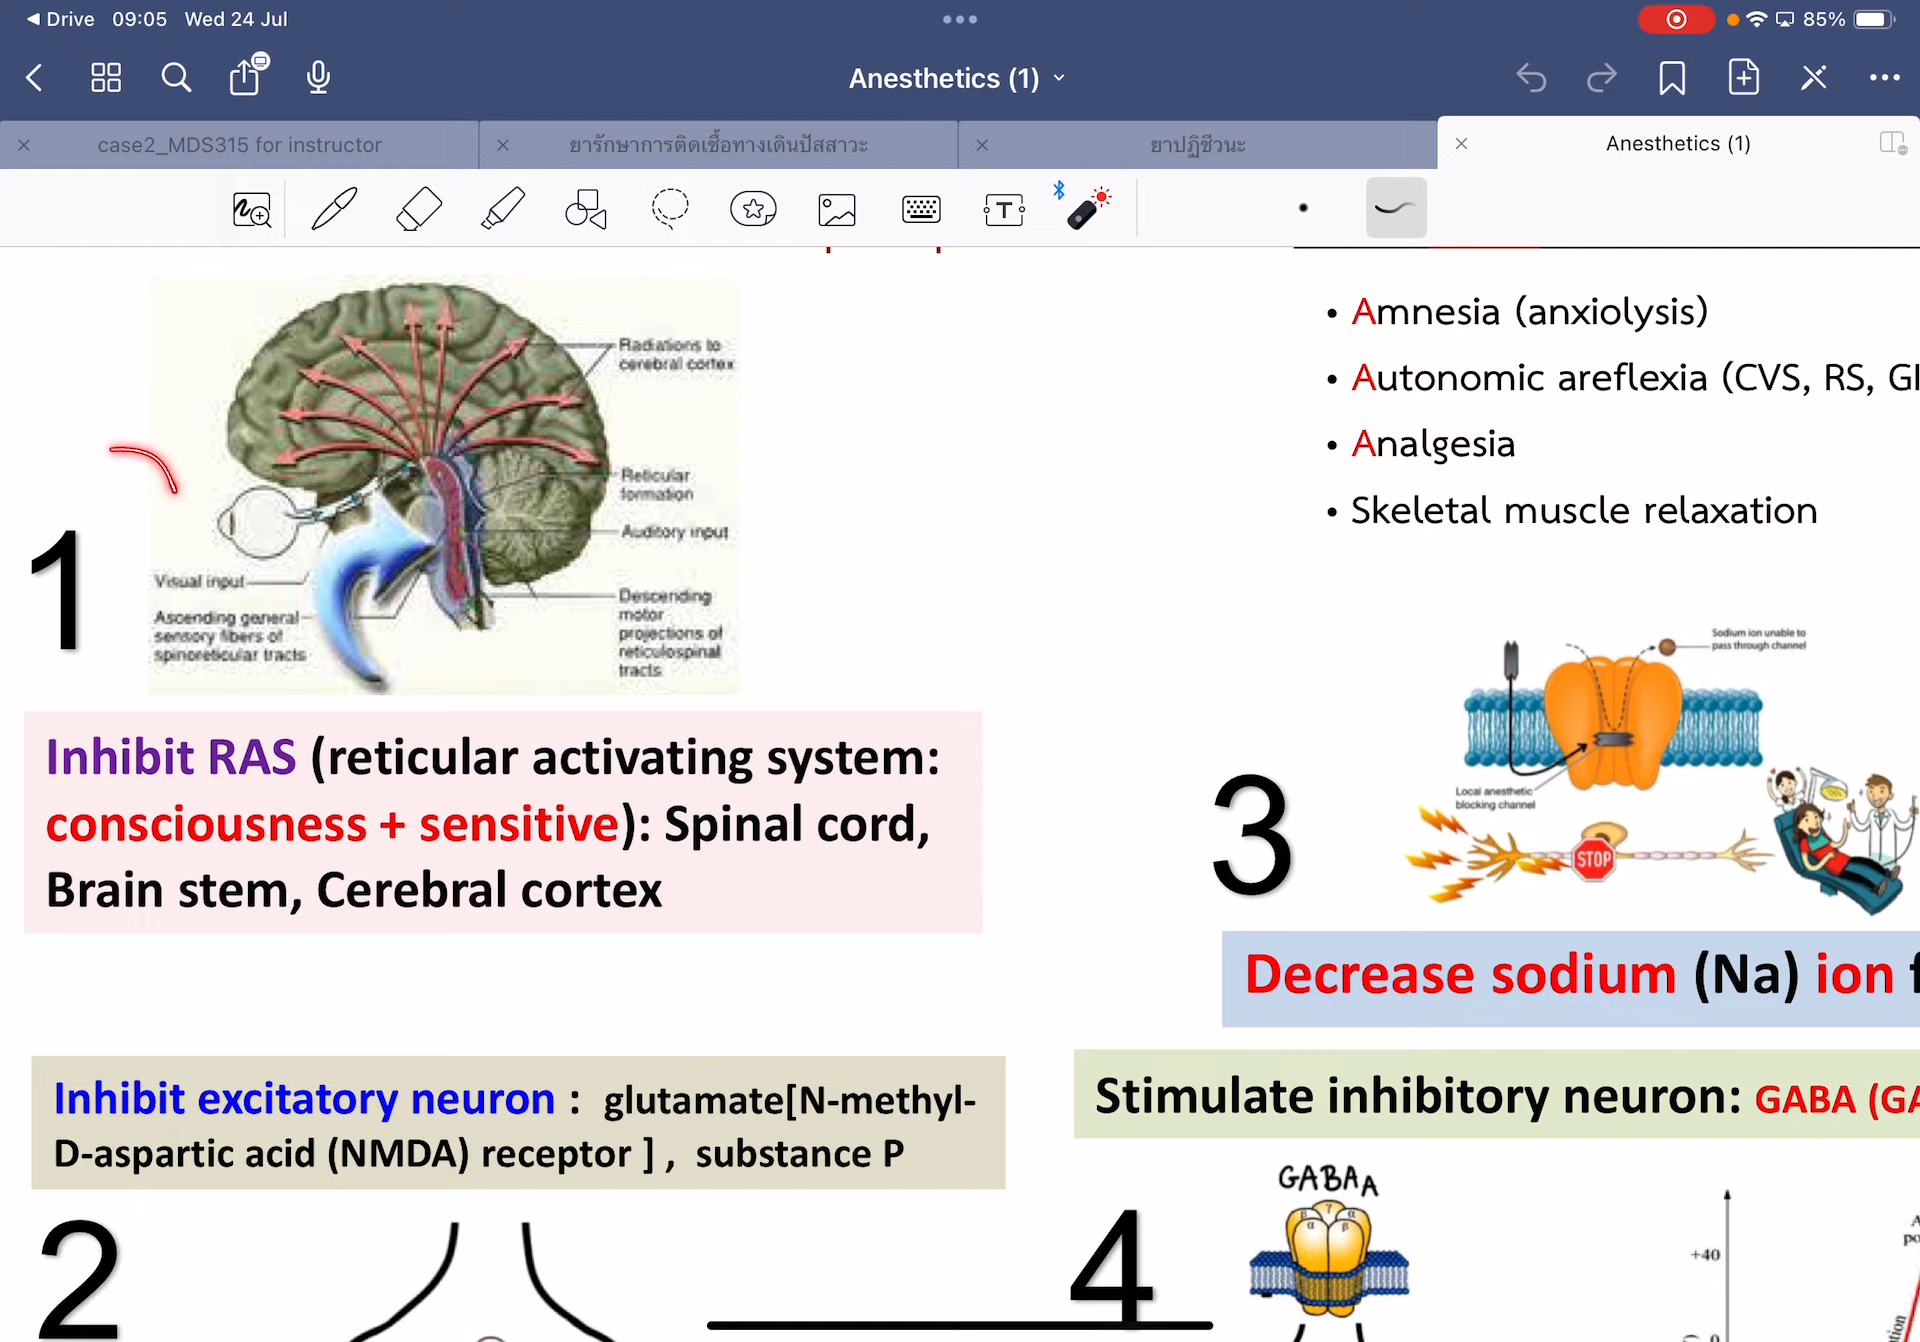 Drive 09:05 Wed 24 Jul
85%
Anesthetics (1)
case2_MDS315 for instructor
ยารักษาการติดเชื้อทางเดินปัสสาวะ
ยาปฏิชีวนะ
Anesthetics (1)
T
• Amnesia (anxiolysis)
• Autonomic areflexia (CVS, RS, GI
• Analgesia
• Skeletal muscle relaxation
1
Radiations to
cerebral cortex
Reticular
formation
Auditory input
Visual input
Ascending general
sensory fibers of
spinoreticular tracts
Descending
motor
projections of
reticulospinal
tracts
Inhibit RAS (reticular activating system:
consciousness + sensitive): Spinal cord,
Brain stem, Cerebral cortex
3
Sodium ion unable to
pass through channel
Local anesthetic
blocking channel
STOP
Decrease sodium (Na) ion f
Inhibit excitatory neuron : glutamate[N-methyl-
D-aspartic acid (NMDA) receptor ] , substance P
2
Stimulate inhibitory neuron: GABA (GA
4
GABAA
β γ α
α β
+40
0
A
po